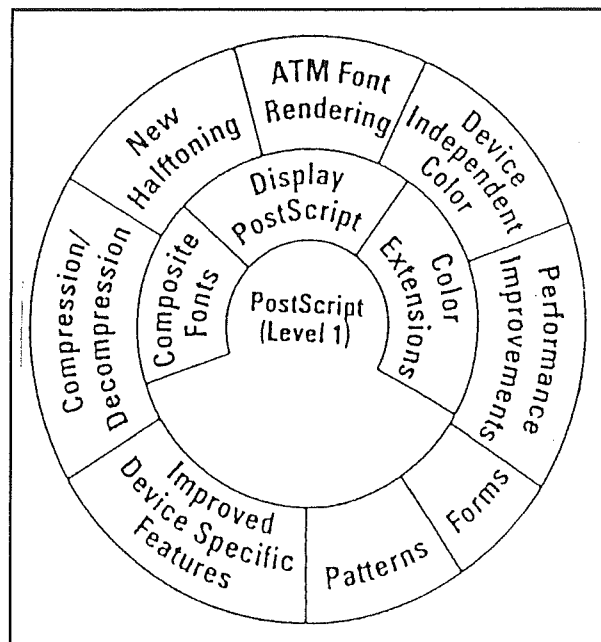 ATM Font
Rendering
Device
Independent
Color
Performance
Improvements
Forms
Patterns
Improved
Device Specific
Features
Compression/
Decompression
New
Halftoning
Display
PostScript
Color
Extensions
Composite
Fonts
PostScript
(Level 1)